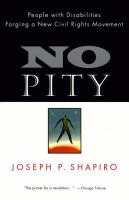 People with Disabilities
Forging a New Civil Rights Movement
NO
PITY
JOSEPH P. SHAPIRO
"The primer for a revolution..." —Chicago Tribune